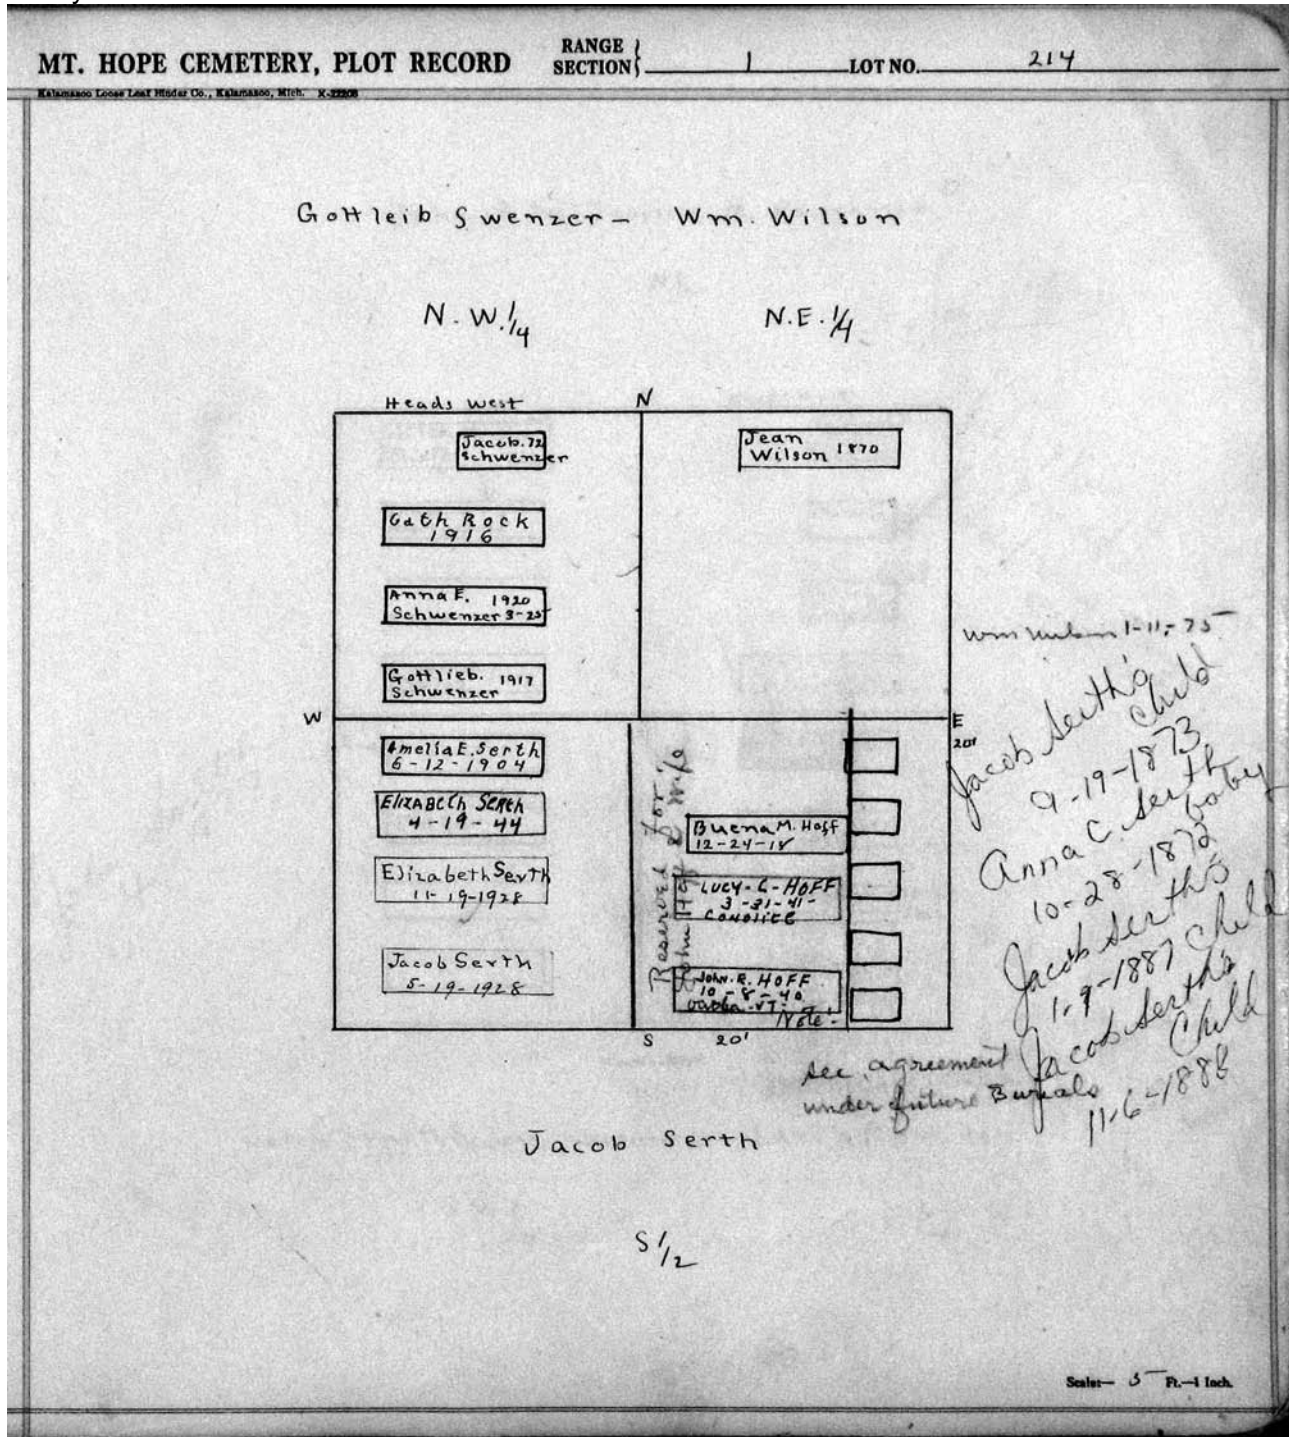 MT. HOPE CEMETERY, PLOT RECORD
RANGE
SECTION 1 LOT NO. 214
Kalamazoo Loose Leaf Binder Co., Kalamazoo, Mich.
Gottleib Swenzer - Wm. Wilson
N. W. 1/4 N. E. 1/4
Heads West N
Jacob. 72
Schwenzer
Jean
Wilson 1870
Cath Rock
1916
Anna E. 1920
Schwenzer 3-25
Gottlieb. 1917
Schwenzer
W
E
20'
Amelia E. Serth
6-12-1904
Elizabeth Serth
4-19-44
Elizabeth Serth
11-19-1928
Jacob Serth
5-19-1928
Reserved for
John Hoff & Wife
Buena M. Hoff
12-24-18
Lucy-C-Hoff
3-31-41-
John. R. Hoff
10-8-40
Note:
S 20'
see agreement
under future Burials
Wm 1-11-75
Jacob Serth's
Child
9-19-1873
Anna C. Serth
baby
10-28-1872
Jacob Serth's
Child
1-9-1887
Jacob Serth's
Child
11-6-1888
Jacob Serth
S 1/2
Scale— 5 Ft.—1 Inch.